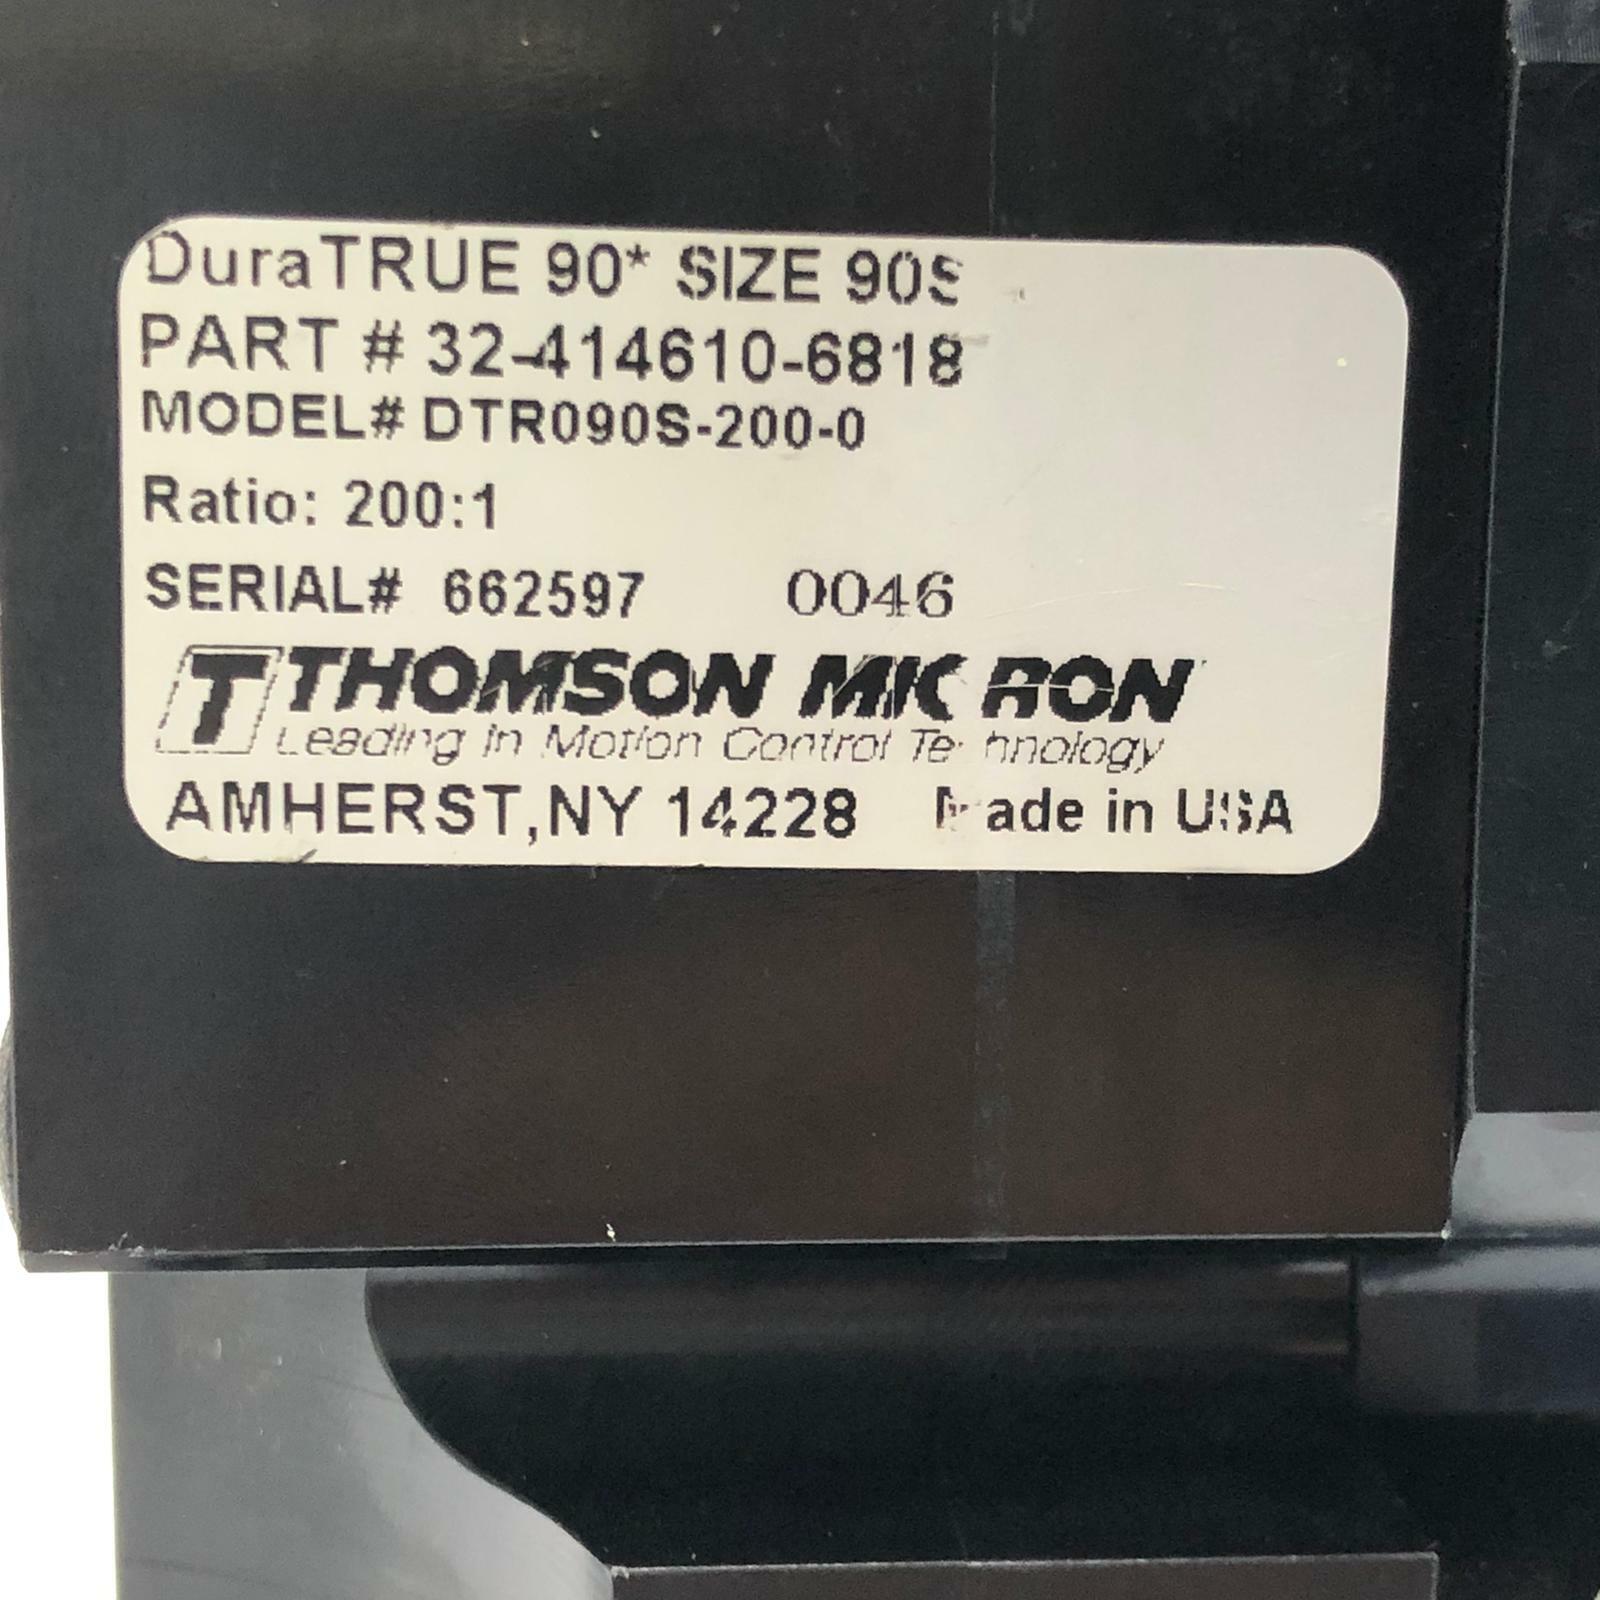 DuraTRUE 90* SIZE 90S
PART # 32-414610-6818
MODEL# DTR090S-200-0
Ratio: 200:1
SERIAL# 662597 0046
T THOMSON MICRON
Leading in Motion Control Technology
AMHERST,NY 14228 Made in USA